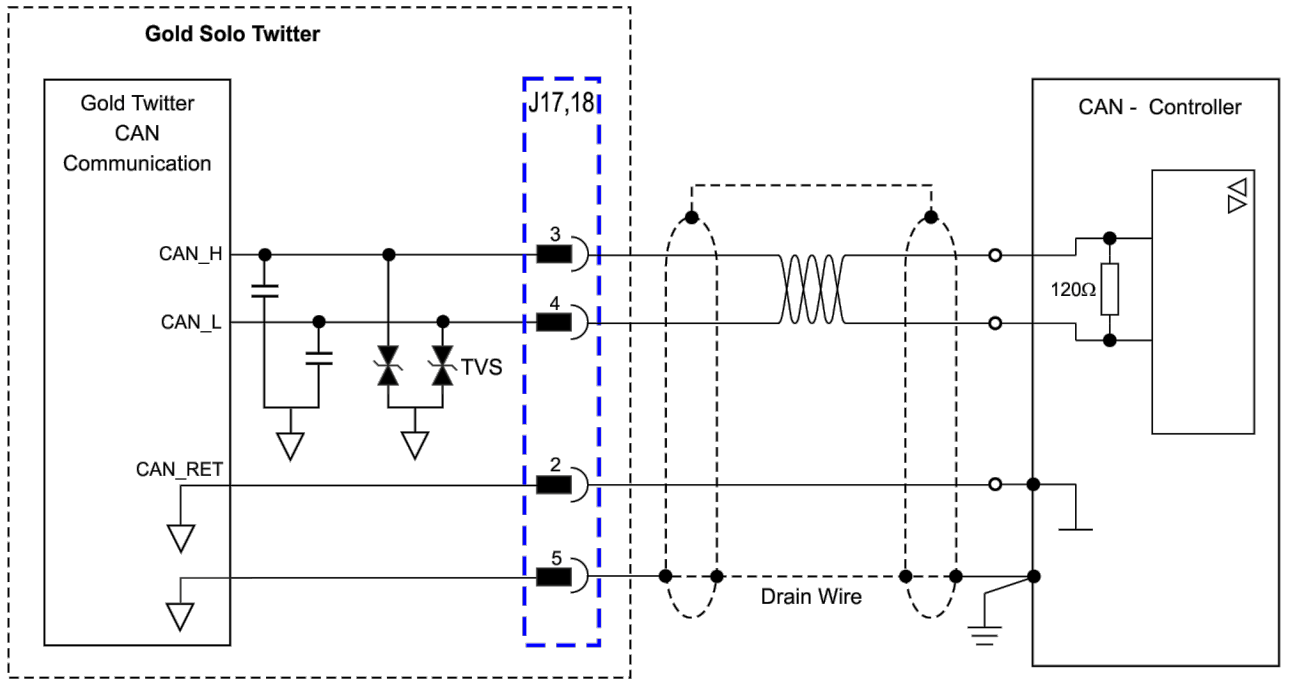 Gold Solo Twitter
Gold Twitter
CAN
Communication
J17,18
CAN - Controller
CAN_H
3
CAN_L
4
120Ω
TVS
CAN_RET
2
5
Drain Wire